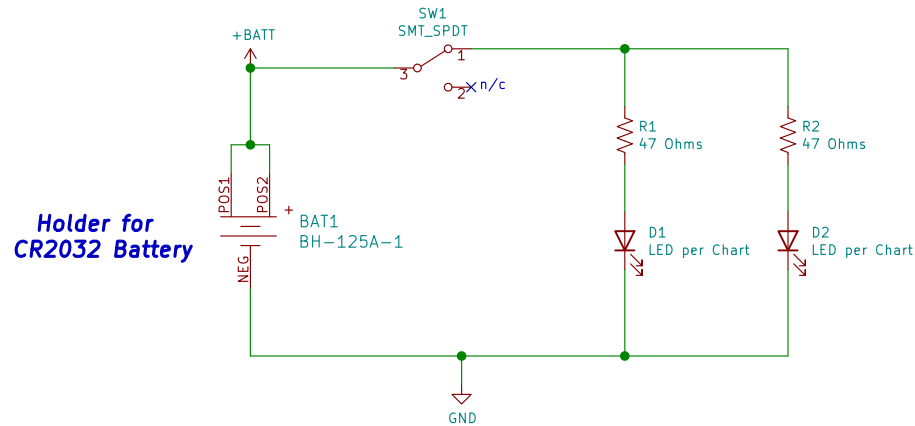 SW1
SMT_SPDT
+BATT
1
3
2
n/c
R1
47 Ohms
R2
47 Ohms
POS1
POS2
+
Holder for
CR2032 Battery
BAT1
BH-125A-1
NEG
D1
LED per Chart
D2
LED per Chart
GND